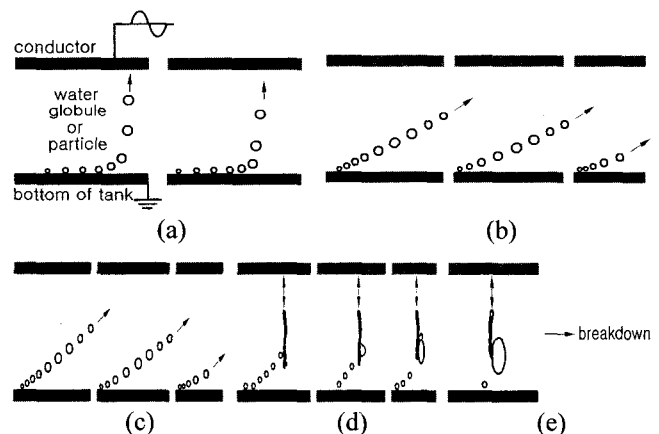 conductor
water
globule
or
particle
bottom of tank
(a)
(b)
breakdown
(c)
(d)
(e)